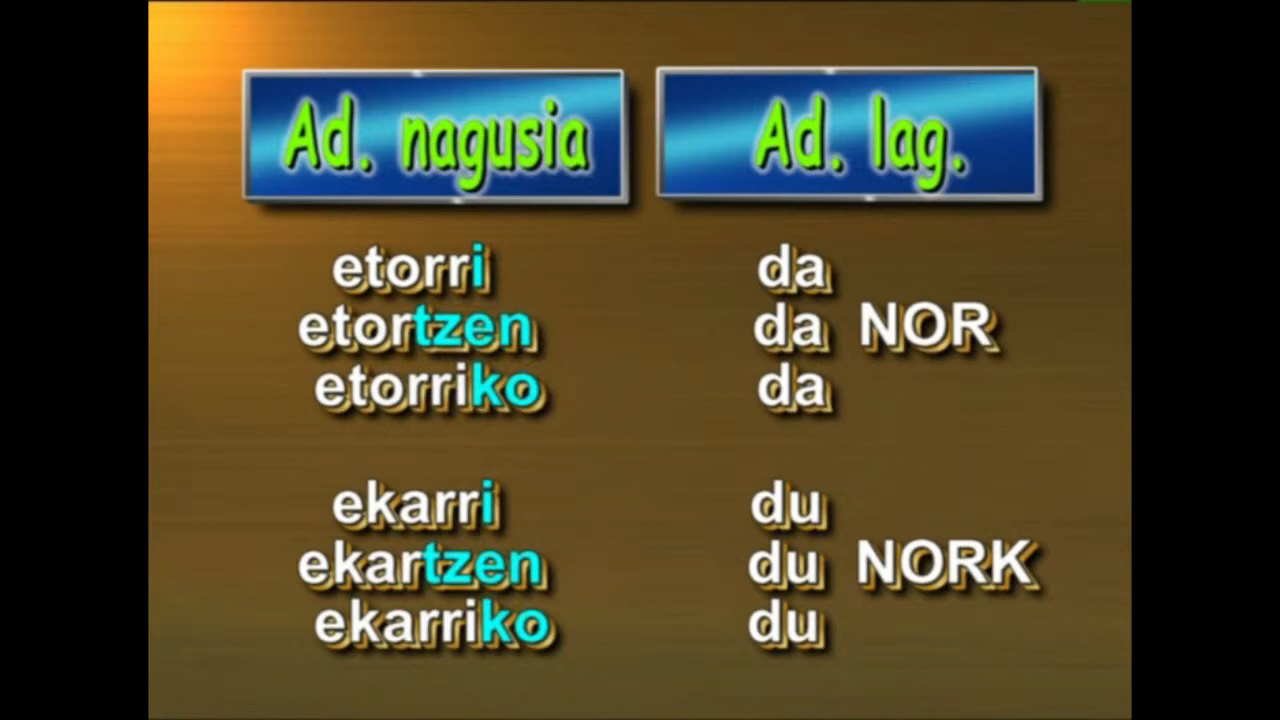 Ad. nagusia Ad. lag.
etorri da
etortzen da NOR
etorriko da
ekarri du
ekartzen du NORK
ekarriko du